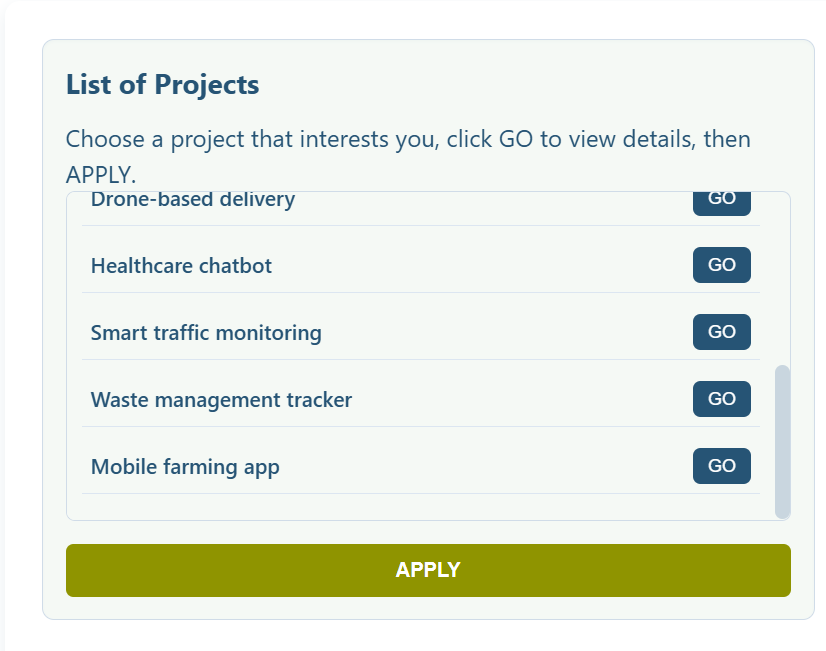 List of Projects
Choose a project that interests you, click GO to view details, then
APPLY.
Drone-based delivery GO
Healthcare chatbot GO
Smart traffic monitoring GO
Waste management tracker GO
Mobile farming app GO
APPLY